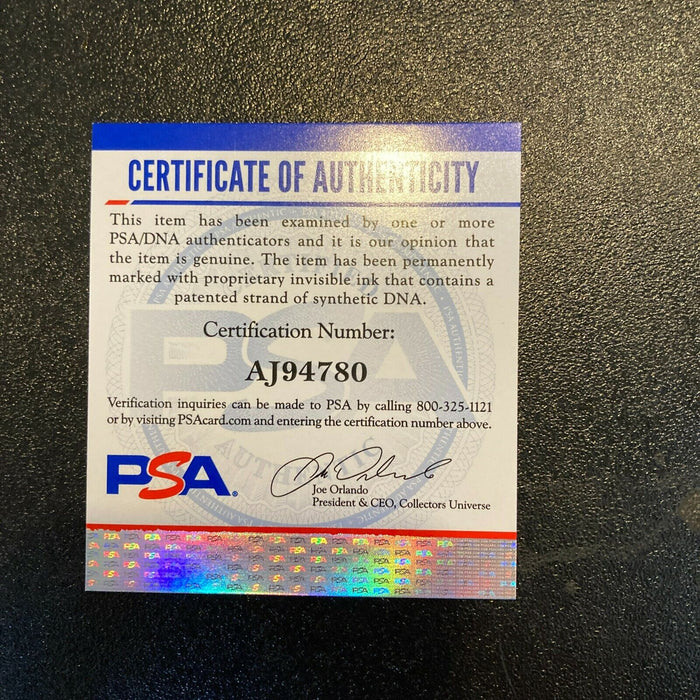 CERTIFICATE OF AUTHENTICITY
This item has been examined by one or more
PSA/DNA authenticators and it is our opinion that
the item is genuine. The item has been permanently
marked with proprietary invisible ink that contains a
patented strand of synthetic DNA.
Certification Number:
AJ94780
Verification inquiries can be made to PSA by calling 800-325-1121
or by visiting PSAcard.com and entering the certification number above.
PSA
Joe Orlando
President & CEO, Collectors Universe